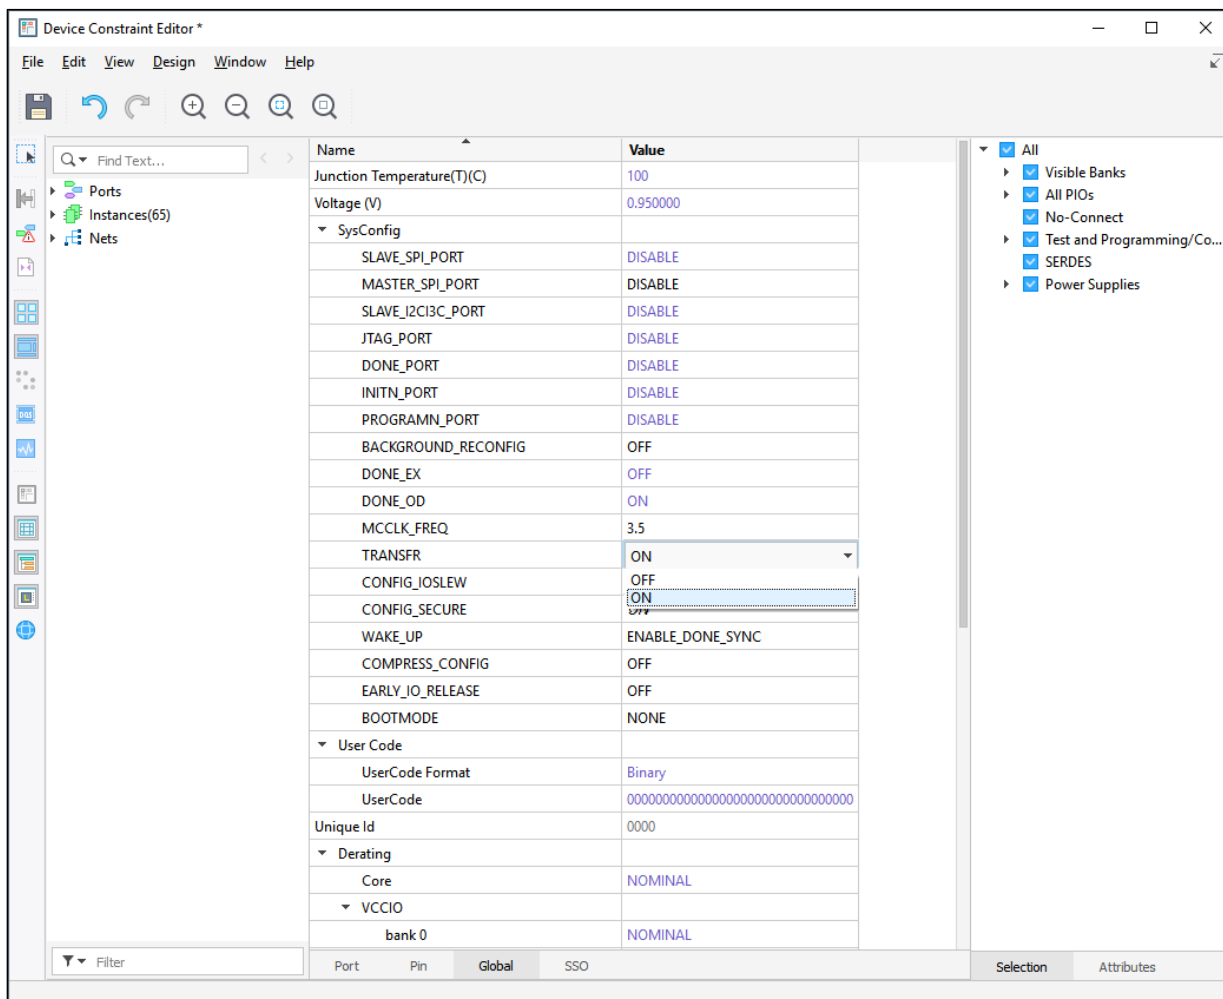 Device Constraint Editor *
File Edit View Design Window Help
Find Text...
Ports
Instances(65)
Nets
Filter
Name Value
Junction Temperature(T)(C) 100
Voltage (V) 0.950000
SysConfig
SLAVE_SPI_PORT DISABLE
MASTER_SPI_PORT DISABLE
SLAVE_I2CI3C_PORT DISABLE
JTAG_PORT DISABLE
DONE_PORT DISABLE
INITN_PORT DISABLE
PROGRAMN_PORT DISABLE
BACKGROUND_RECONFIG OFF
DONE_EX OFF
DONE_OD ON
MCCLK_FREQ 3.5
TRANSFR ON
OFF
ON
CONFIG_IOSLEW
CONFIG_SECURE
WAKE_UP ENABLE_DONE_SYNC
COMPRESS_CONFIG OFF
EARLY_IO_RELEASE OFF
BOOTMODE NONE
User Code
UserCode Format Binary
UserCode 00000000000000000000000000000000
Unique Id 0000
Derating
Core NOMINAL
VCCIO
bank 0 NOMINAL
Port Pin Global SSO
All
Visible Banks
All PIOs
No-Connect
Test and Programming/Co...
SERDES
Power Supplies
Selection Attributes